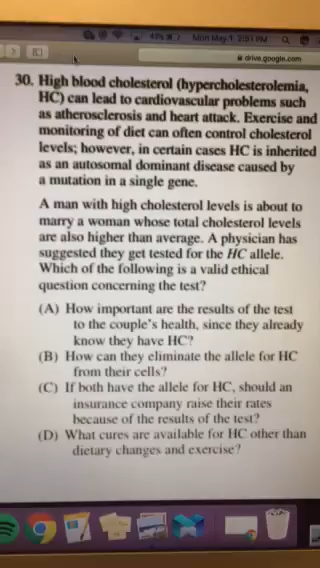 Mon May 1 2:51 PM
drive.google.com
30. High blood cholesterol (hypercholesterolemia,
HC) can lead to cardiovascular problems such
as atherosclerosis and heart attack. Exercise and
monitoring of diet can often control cholesterol
levels; however, in certain cases HC is inherited
as an autosomal dominant disease caused by
a mutation in a single gene.
A man with high cholesterol levels is about to
marry a woman whose total cholesterol levels
are also higher than average. A physician has
suggested they get tested for the HC allele.
Which of the following is a valid ethical
question concerning the test?
(A) How important are the results of the test
to the couple's health, since they already
know they have HC?
(B) How can they eliminate the allele for HC
from their cells?
(C) If both have the allele for HC, should an
insurance company raise their rates
because of the results of the test?
(D) What cures are available for HC other than
dietary changes and exercise?